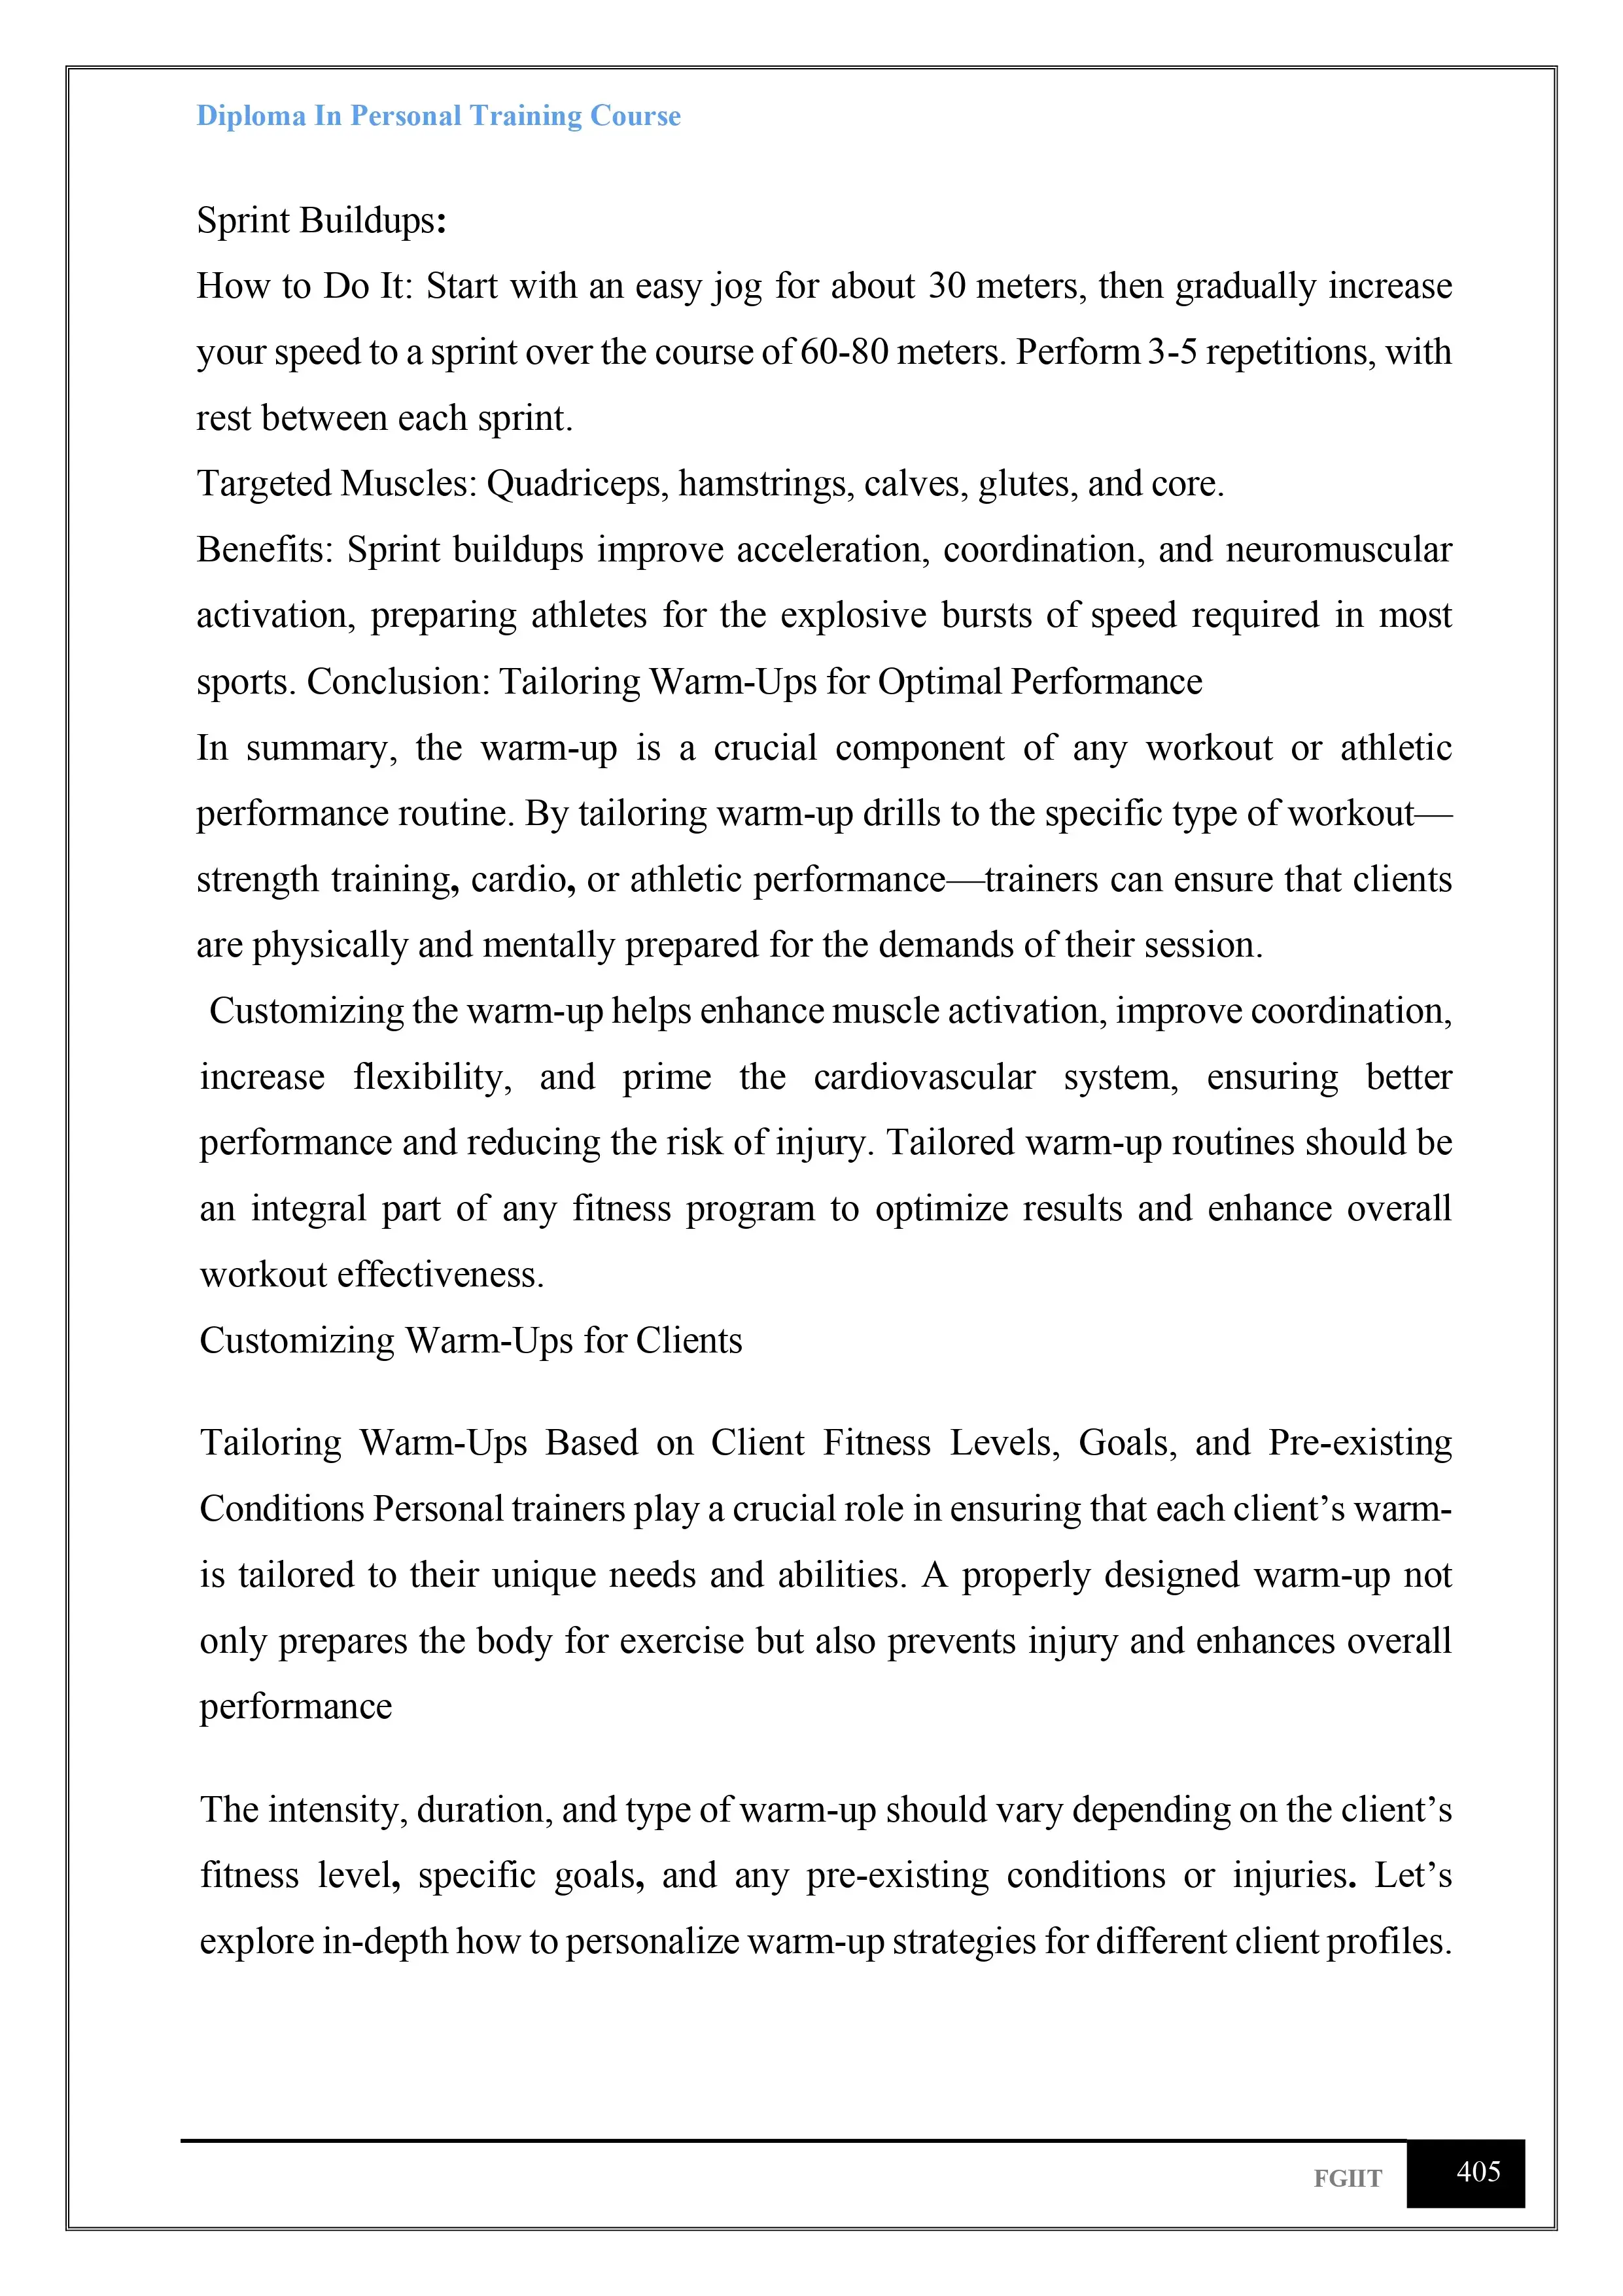 Diploma In Personal Training Course
Sprint Buildups:
How to Do It: Start with an easy jog for about 30 meters, then gradually increase
your speed to a sprint over the course of 60-80 meters. Perform 3-5 repetitions, with
rest between each sprint.
Targeted Muscles: Quadriceps, hamstrings, calves, glutes, and core.
Benefits: Sprint buildups improve acceleration, coordination, and neuromuscular
activation, preparing athletes for the explosive bursts of speed required in most
sports. Conclusion: Tailoring Warm-Ups for Optimal Performance
In summary, the warm-up is a crucial component of any workout or athletic
performance routine. By tailoring warm-up drills to the specific type of workout—
strength training, cardio, or athletic performance—trainers can ensure that clients
are physically and mentally prepared for the demands of their session.
Customizing the warm-up helps enhance muscle activation, improve coordination,
increase flexibility, and prime the cardiovascular system, ensuring better
performance and reducing the risk of injury. Tailored warm-up routines should be
an integral part of any fitness program to optimize results and enhance overall
workout effectiveness.
Customizing Warm-Ups for Clients
Tailoring Warm-Ups Based on Client Fitness Levels, Goals, and Pre-existing
Conditions Personal trainers play a crucial role in ensuring that each client’s warm-
is tailored to their unique needs and abilities. A properly designed warm-up not
only prepares the body for exercise but also prevents injury and enhances overall
performance
The intensity, duration, and type of warm-up should vary depending on the client’s
fitness level, specific goals, and any pre-existing conditions or injuries. Let’s
explore in-depth how to personalize warm-up strategies for different client profiles.
FGIIT 405